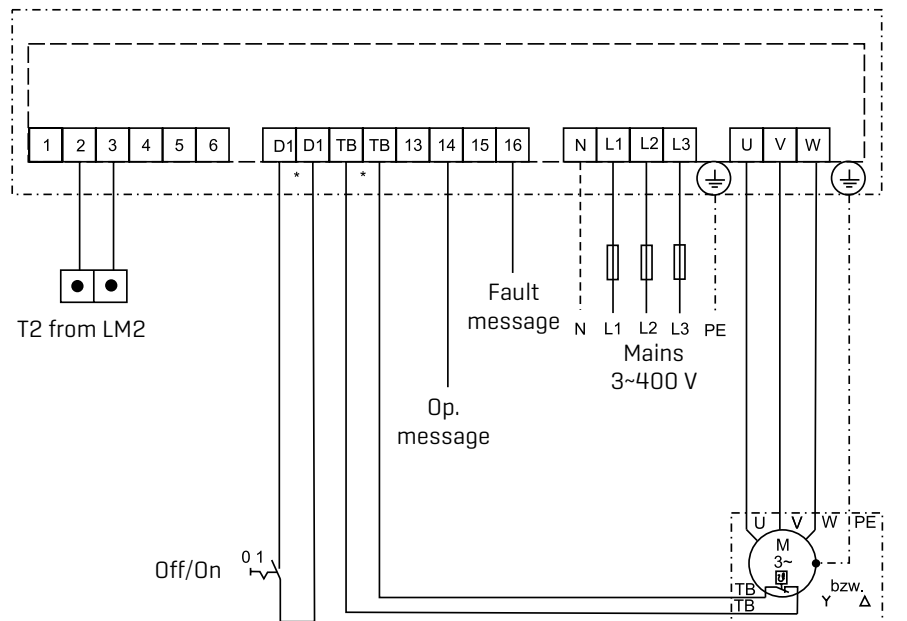 1 2 3 4 5 6 D1 D1 TB TB 13 14 15 16 N L1 L2 L3 U V W
* *
T2 from LM2
Fault
message
N L1 L2 L3 PE
Mains
3~400 V
Op.
message
Off/On
0 1
U V W PE
M
3~
TB
TB
bzw.
Y Δ